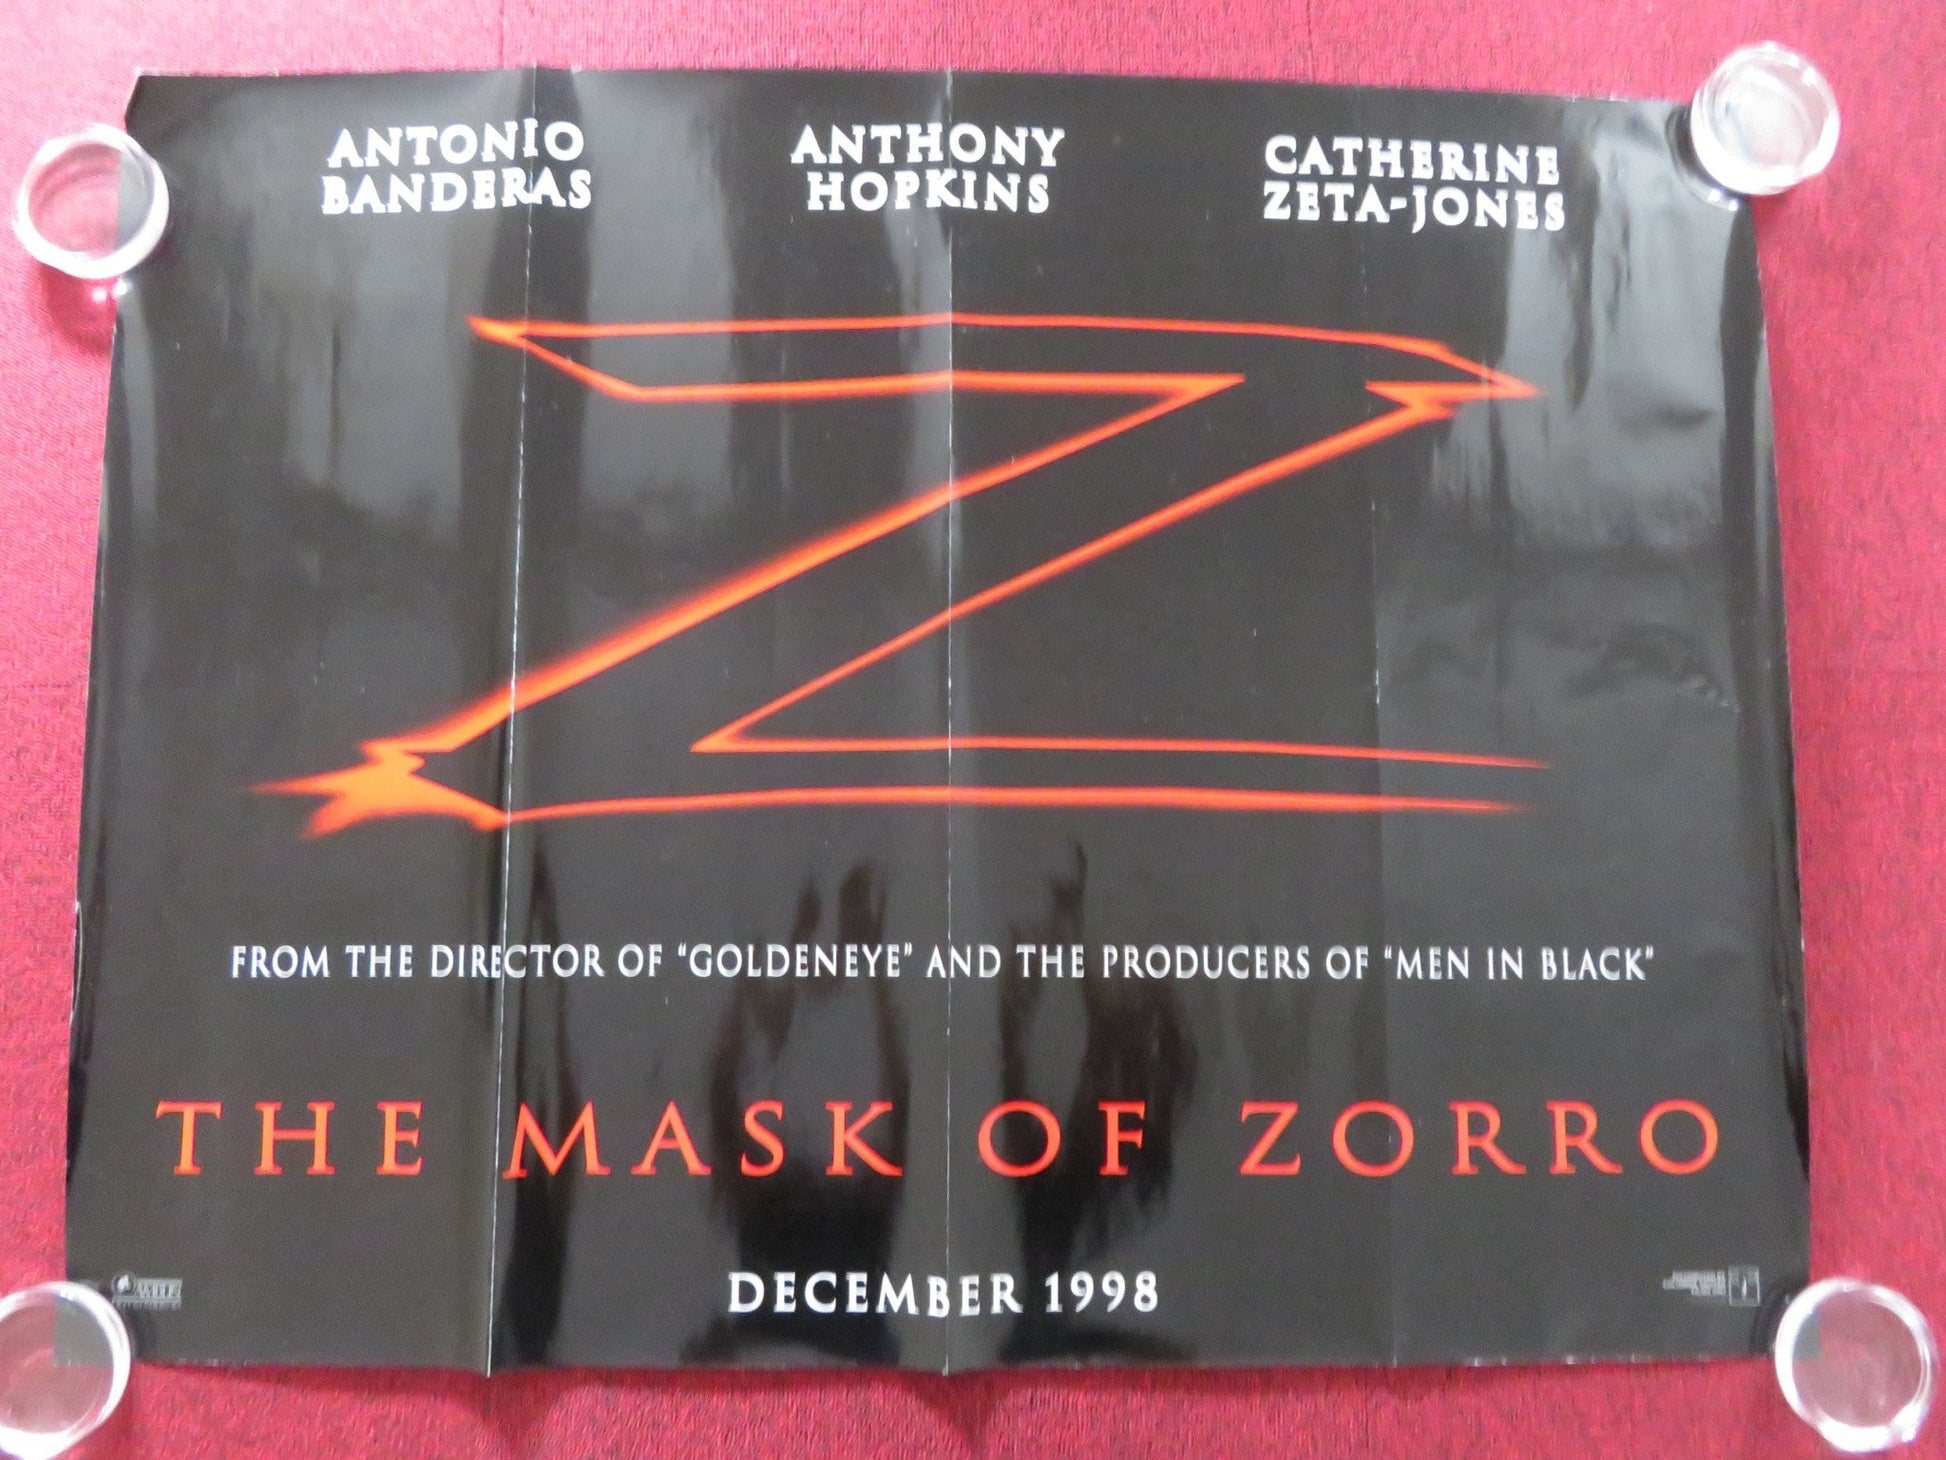 ANTONIO
BANDERAS
ANTHONY
HOPKINS
CATHERINE
ZETA-JONES
Z
FROM THE DIRECTOR OF "GOLDENEYE" AND THE PRODUCERS OF "MEN IN BLACK"
THE MASK OF ZORRO
DECEMBER 1998